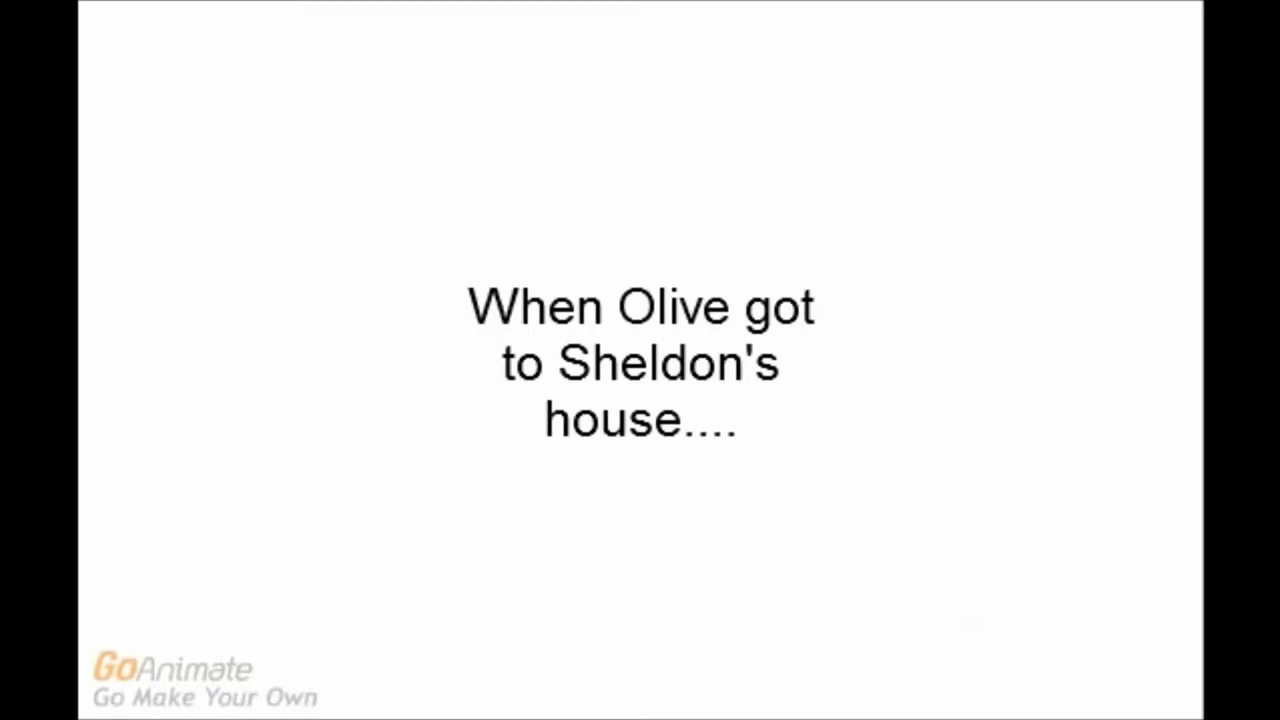 When Olive got
to Sheldon's
house....
GoAnimate
Go Make Your Own